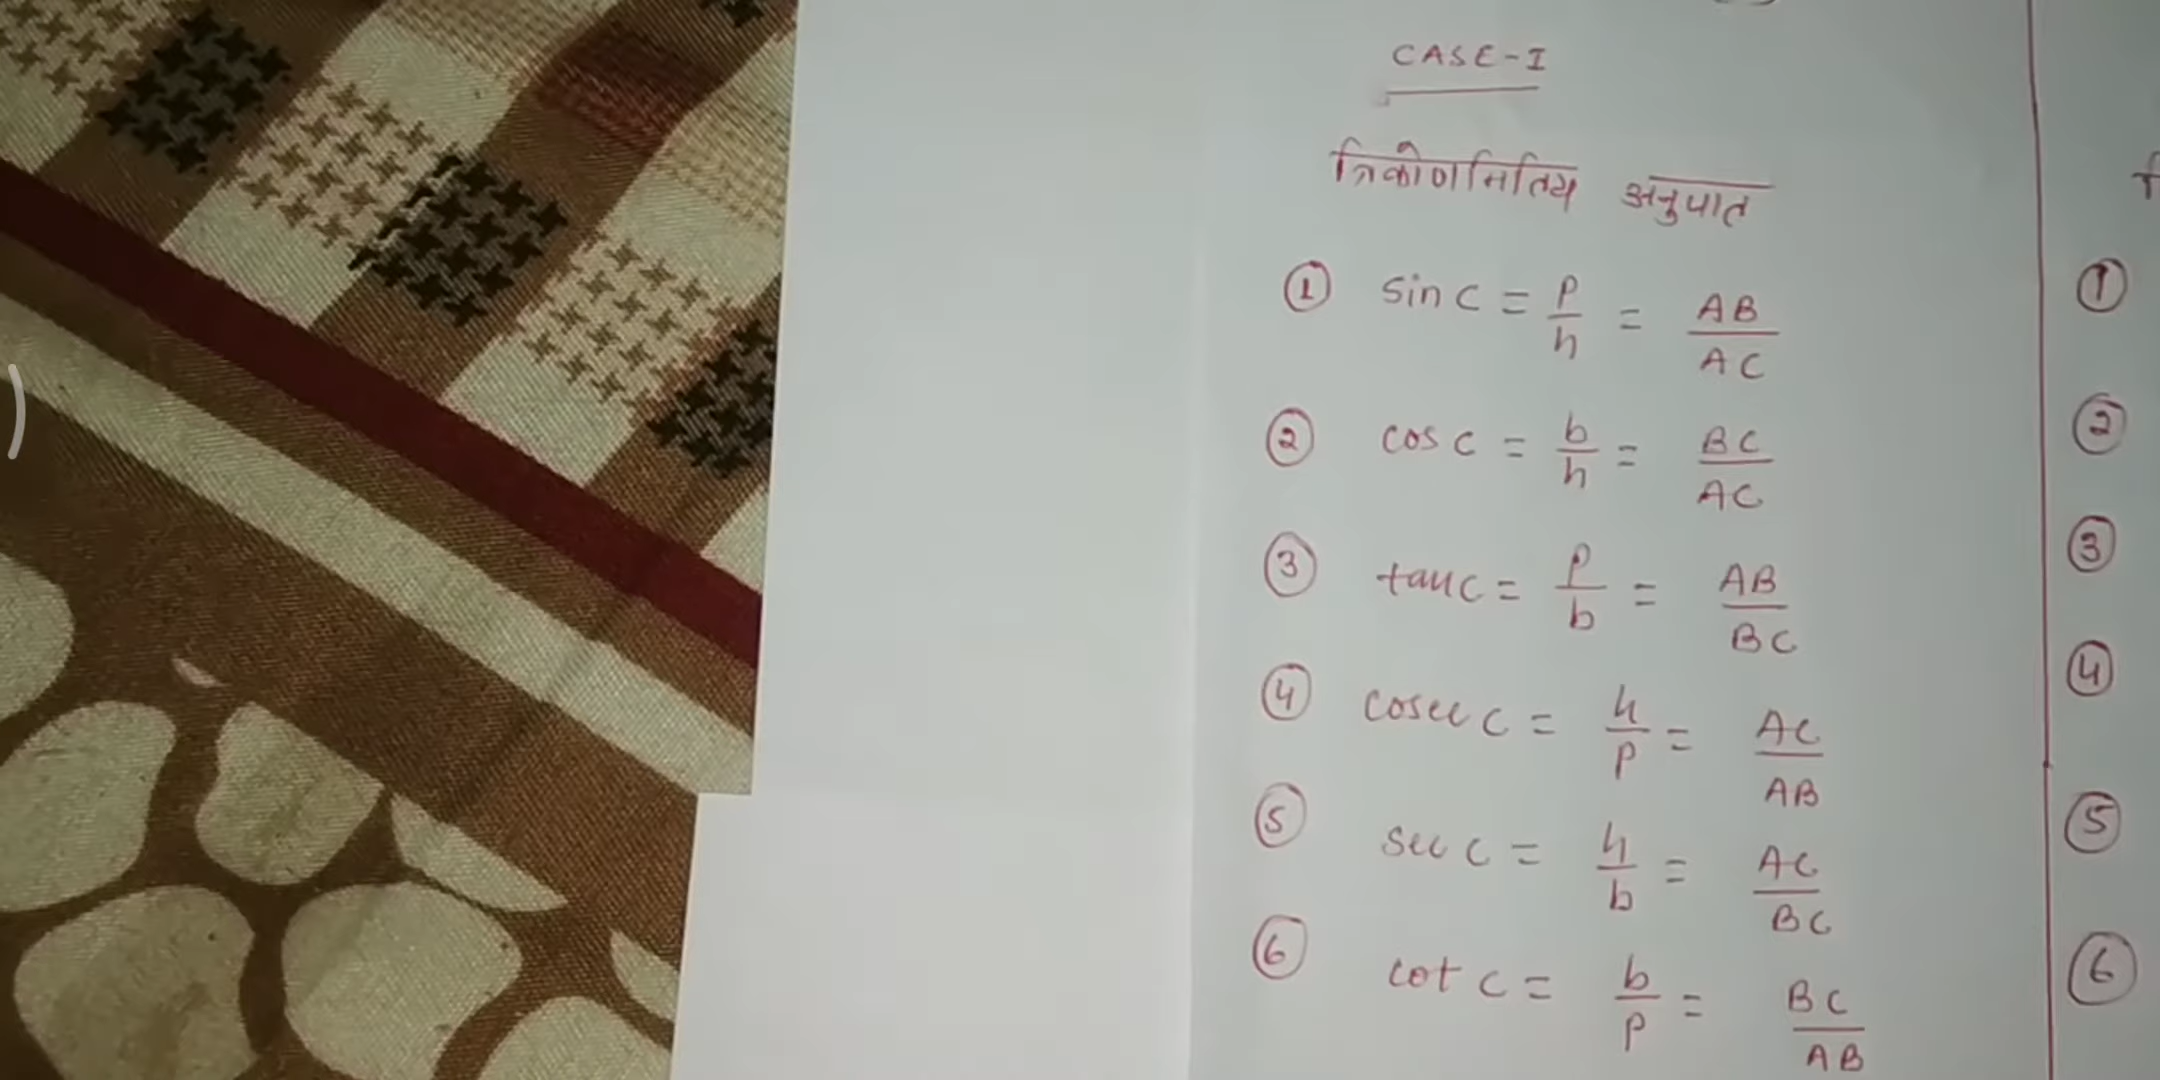 CASE-I
त्रिकोणमितिय अनुपात
① sin C = p/h = AB/AC
② cos C = b/h = BC/AC
③ tan C = p/b = AB/BC
④ cosec C = h/p = AC/AB
⑤ sec C = h/b = AC/BC
⑥ cot C = b/p = BC/AB
①
②
③
④
⑤
⑥